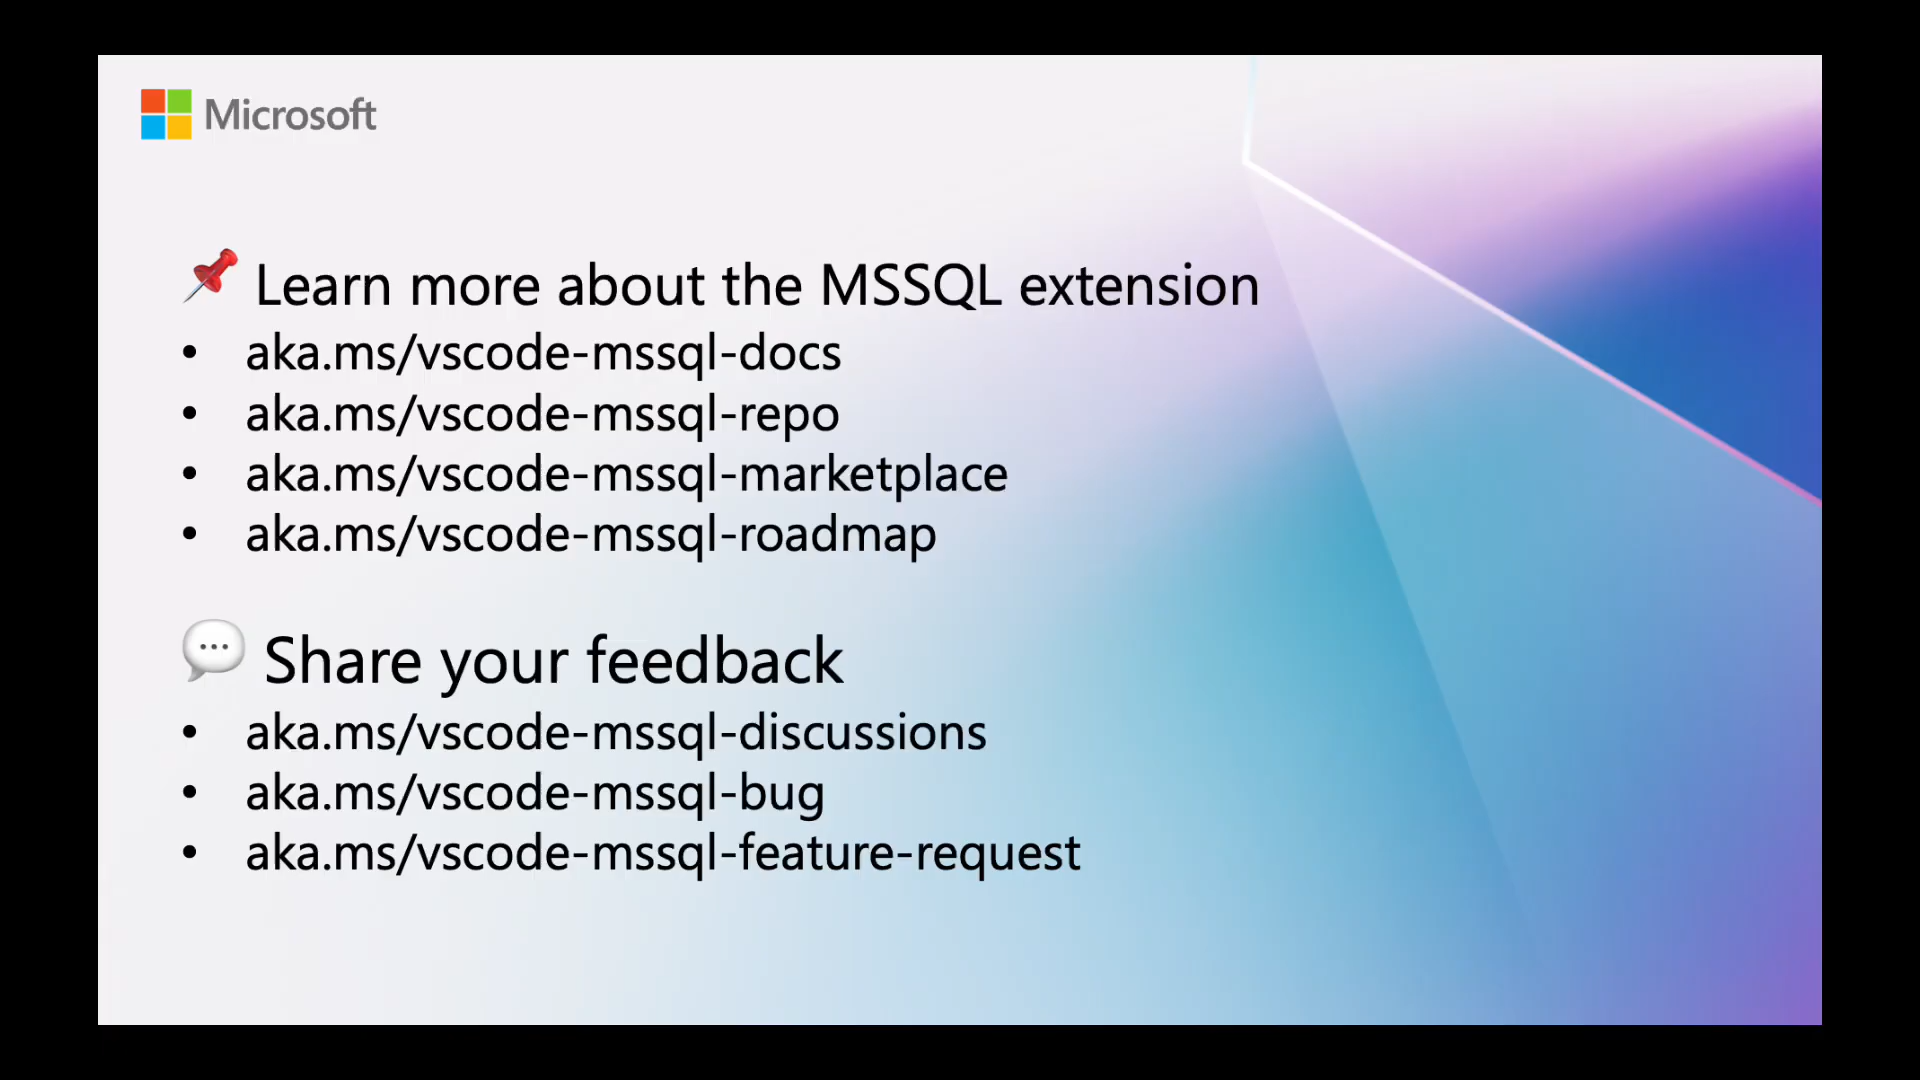 Microsoft
📌 Learn more about the MSSQL extension
• aka.ms/vscode-mssql-docs
• aka.ms/vscode-mssql-repo
• aka.ms/vscode-mssql-marketplace
• aka.ms/vscode-mssql-roadmap
💬 Share your feedback
• aka.ms/vscode-mssql-discussions
• aka.ms/vscode-mssql-bug
• aka.ms/vscode-mssql-feature-request